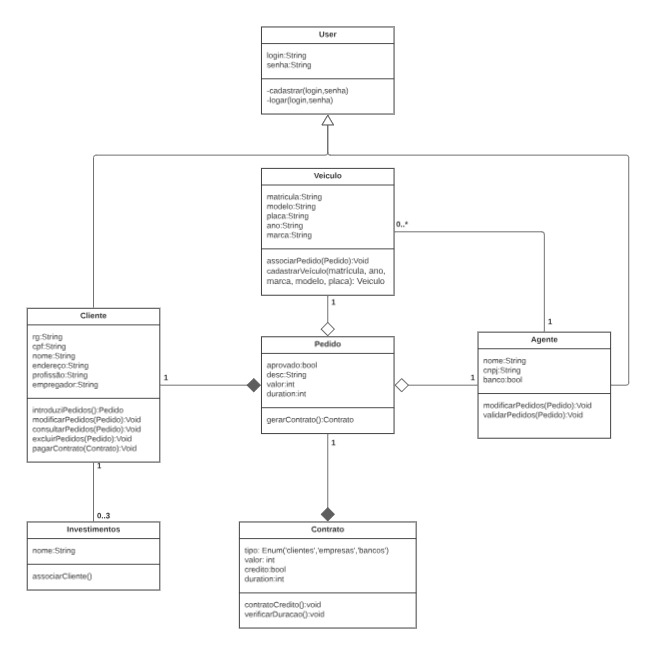 User
login:String
senha:String
-cadastrar(login,senha)
-logar(login,senha)
Veiculo
matricula:String
modelo:String
placa:String
ano:String
marca:String
associarPedido(Pedido):Void
cadastrarVeículo(matrícula, ano,
marca, modelo, placa): Veiculo
0..*
1
1
Cliente
rg:String
cpf:String
nome:String
endereço:String
profissão:String
empregador:String
introduziPedidos():Pedido
modificarPedidos(Pedido):Void
consultarPedidos(Pedido):Void
excluirPedidos(Pedido):Void
pagarContrato(Contrato):Void
1
Pedido
aprovado:bool
desc:String
valor:int
duration:int
gerarContrato():Contrato
1
Agente
nome:String
cnpj:String
banco:bool
modificarPedidos(Pedido):Void
validarPedidos(Pedido):Void
1
1
0..3
Investimentos
nome:String
associarCliente()
Contrato
tipo: Enum('clientes','empresas','bancos')
valor: int
credito:bool
duration:int
contratoCredito():void
verificarDuracao():void